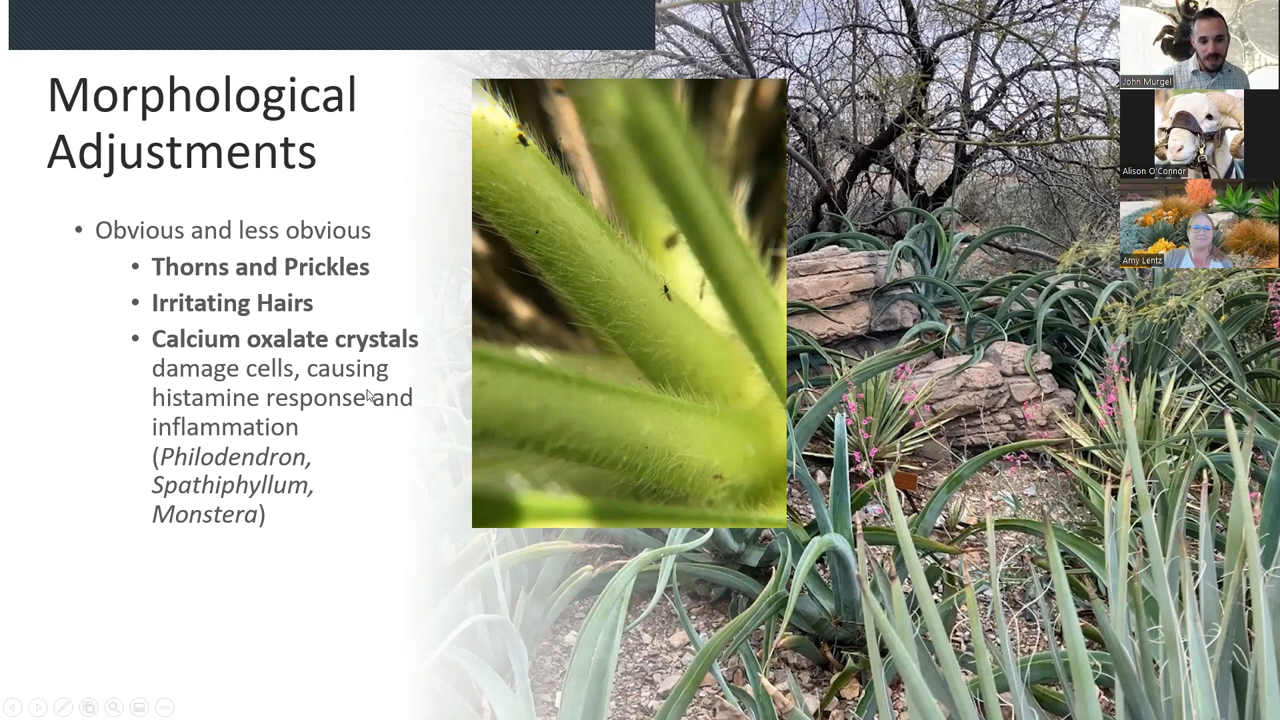 Morphological
Adjustments
• Obvious and less obvious
• Thorns and Prickles
• Irritating Hairs
• Calcium oxalate crystals
damage cells, causing
histamine response and
inflammation
(Philodendron,
Spathiphyllum,
Monstera)
John Murgel
Alison O'Connor
Amy Lentz